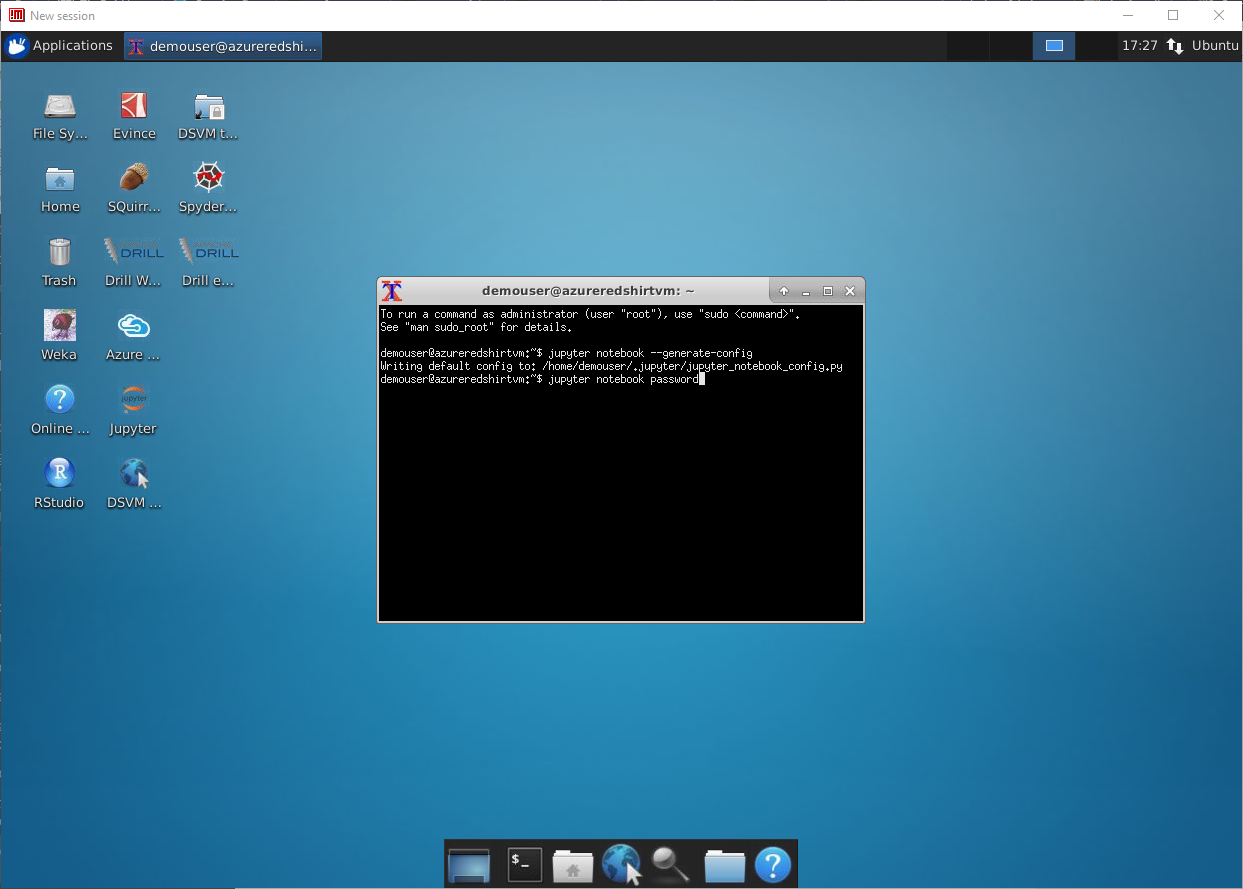 New session
Applications
demouser@azureredshi...
17:27
Ubuntu
File Sy...
Evince
DSVM t...
Home
SQuirr...
Spyder...
Trash
DRILL
Drill W...
DRILL
Drill e...
Weka
Azure ...
Online ...
jupyter
Jupyter
R
RStudio
DSVM ...
demouser@azureredshirtvm: ~
To run a command as administrator (user "root"), use "sudo <command>".
See "man sudo_root" for details.
demouser@azureredshirtvm:~$ jupyter notebook --generate-config
Writing default config to: /home/demouser/.jupyter/jupyter_notebook_config.py
demouser@azureredshirtvm:~$ jupyter notebook password
$_